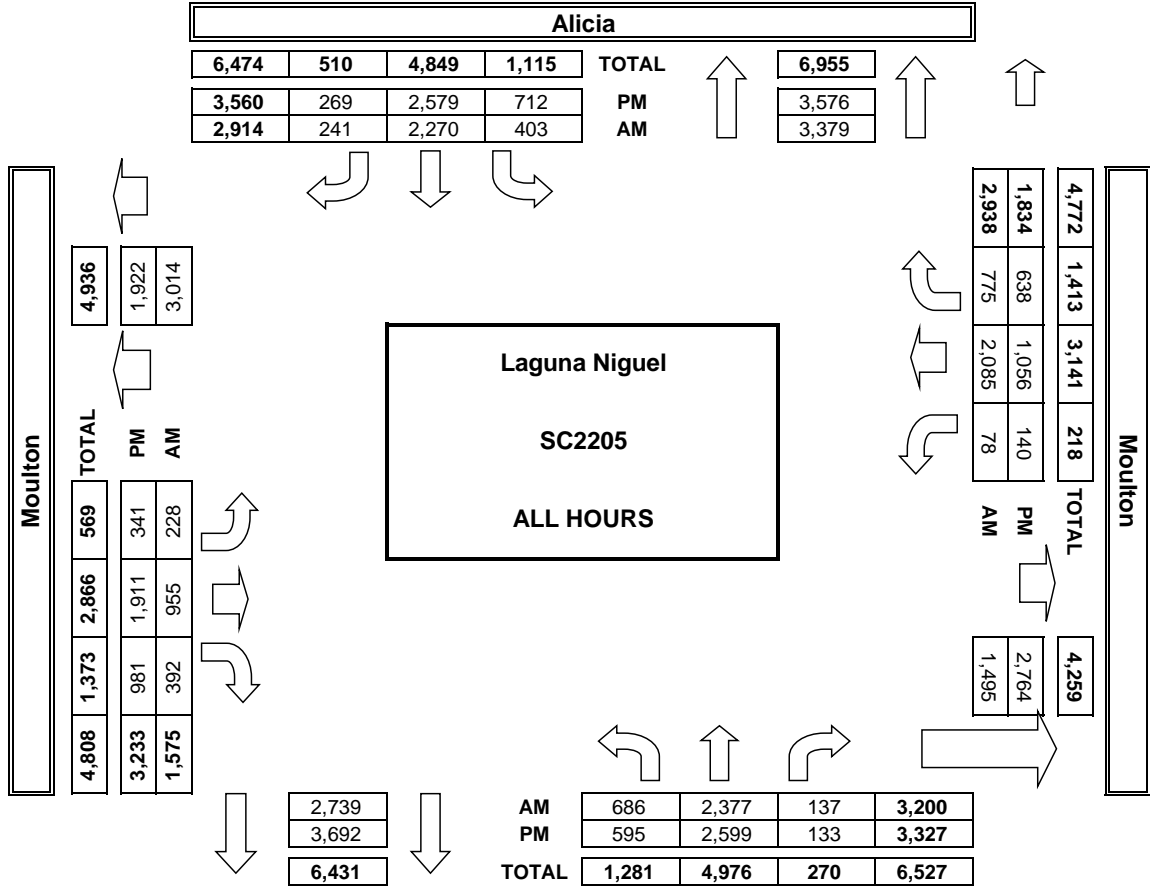 Alicia
6,474 510 4,849 1,115 TOTAL 6,955
3,560 269 2,579 712 PM 3,576
2,914 241 2,270 403 AM 3,379
Moulton
4,936
1,922
3,014
TOTAL 569 2,866 1,373 4,808
PM 341 1,911 981 3,233
AM 228 955 392 1,575
Laguna Niguel
SC2205
ALL HOURS
4,772 1,413 3,141 218 TOTAL 4,259
1,834 638 1,056 140 PM 2,764
2,938 775 2,085 78 AM 1,495
Moulton
2,739 AM 686 2,377 137 3,200
3,692 PM 595 2,599 133 3,327
6,431 TOTAL 1,281 4,976 270 6,527